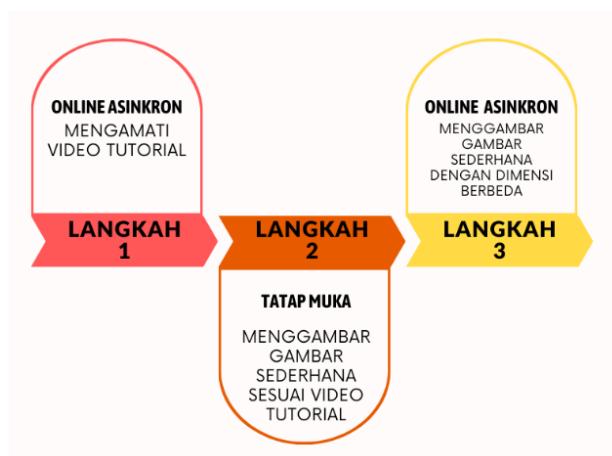 ONLINE ASINKRON
MENGAMATI
VIDEO TUTORIAL
LANGKAH
1
LANGKAH
2
TATAP MUKA
MENGGAMBAR
GAMBAR
SEDERHANA
SESUAI VIDEO
TUTORIAL
ONLINE ASINKRON
MENGGAMBAR
GAMBAR
SEDERHANA
DENGAN DIMENSI
BERBEDA
LANGKAH
3